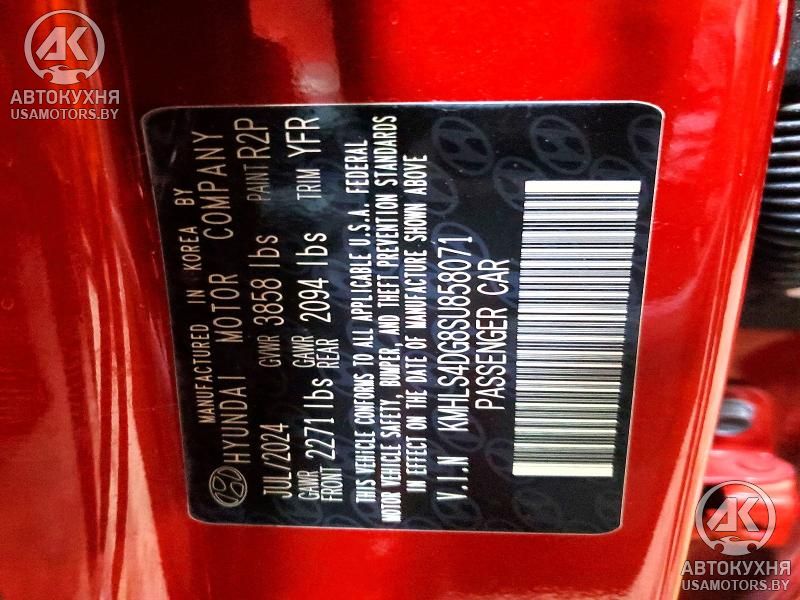 AK
АВТОКУХНЯ
USAMOTORS.BY
MANUFACTURED IN KOREA BY
HYUNDAI MOTOR COMPANY
JUL/2024 GVWR 3858 lbs PAINT R2P
GAWR FRONT 2271 lbs GAWR REAR 2094 lbs TRIM YFR
THIS VEHICLE CONFORMS TO ALL APPLICABLE U.S.A. FEDERAL
MOTOR VEHICLE SAFETY, BUMPER, AND THEFT PREVENTION STANDARDS
IN EFFECT ON THE DATE OF MANUFACTURE SHOWN ABOVE
V.I.N KMHLS4DG8SU858071
PASSENGER CAR
AK
АВТОКУХНЯ
USAMOTORS.BY